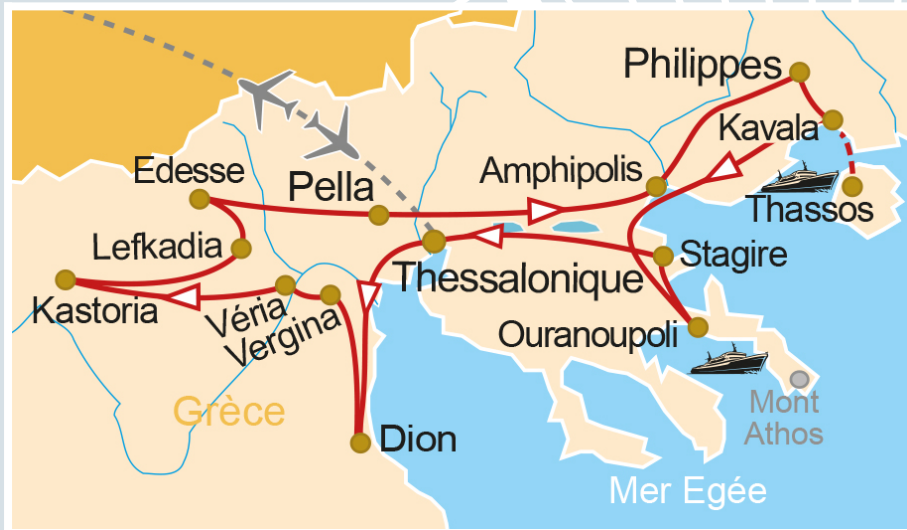 Philippes
Kavala
Edesse
Pella
Amphipolis
Thassos
Lefkadia
Stagire
Thessalonique
Kastoria
Véria
Vergina
Ouranoupoli
Grèce
Mont
Athos
Dion
Mer Egée